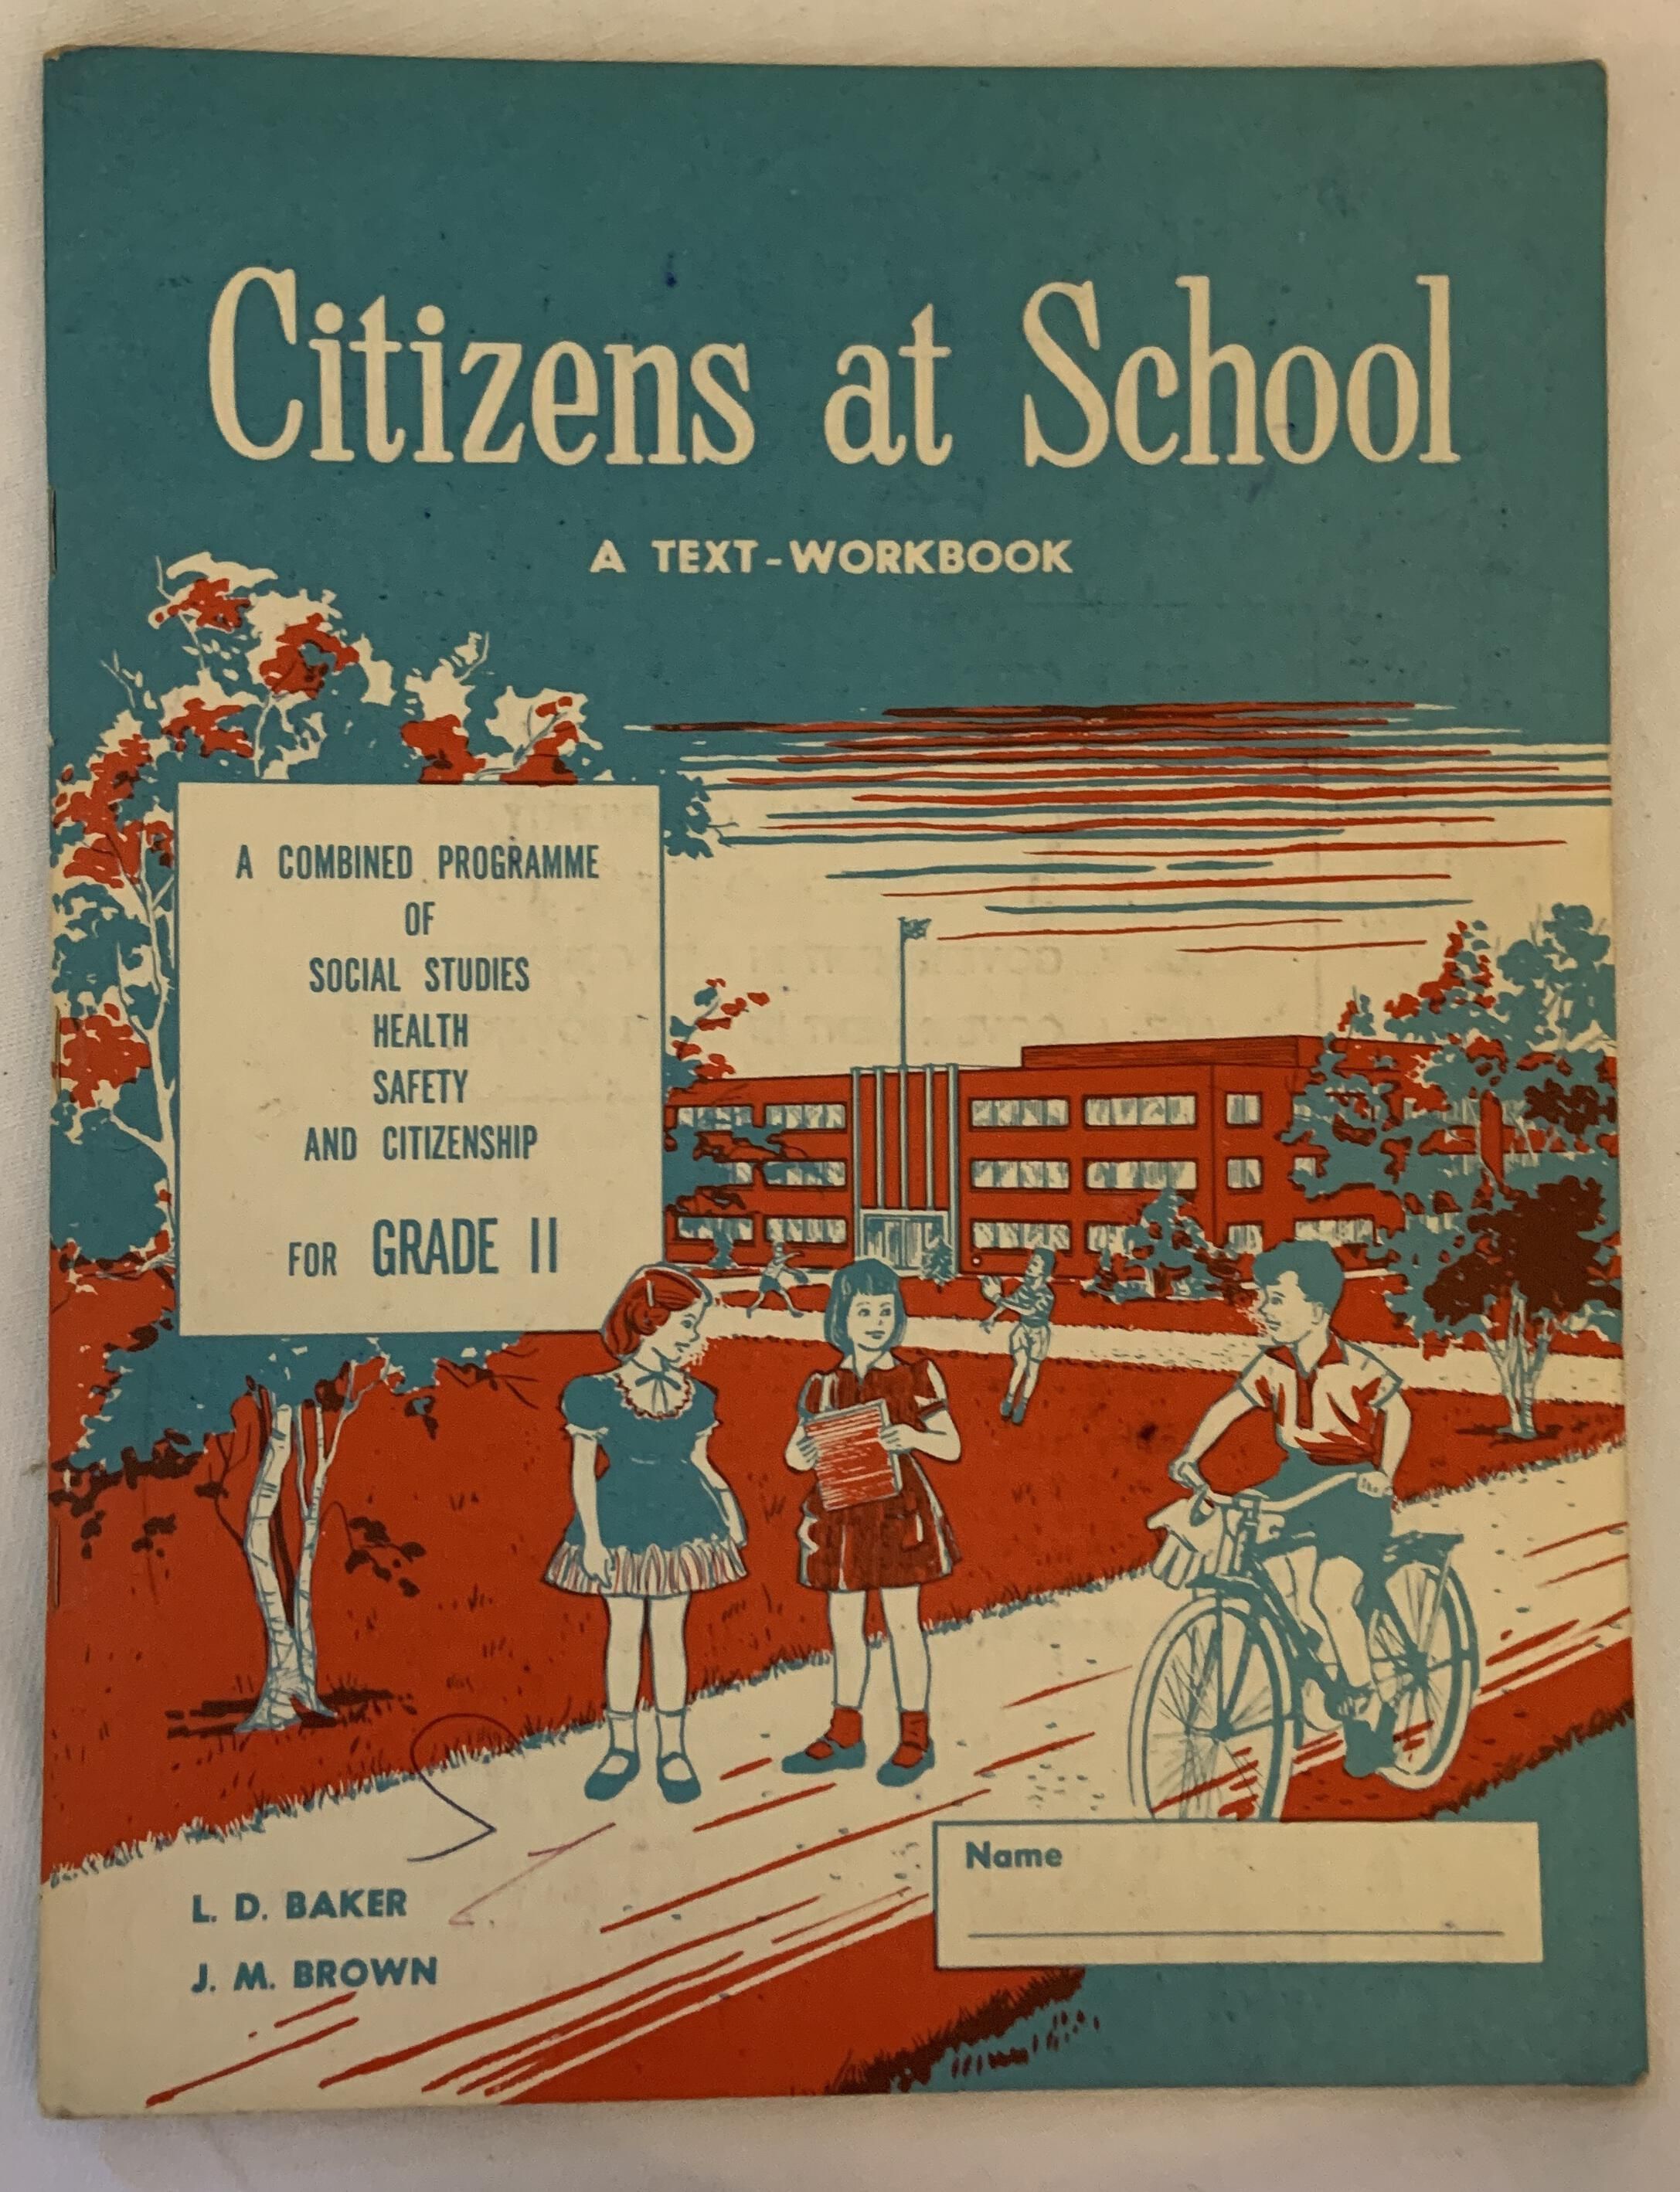 Citizens at School
A TEXT-WORKBOOK
A COMBINED PROGRAMME
OF
SOCIAL STUDIES
HEALTH
SAFETY
AND CITIZENSHIP
FOR GRADE II
Name
L. D. BAKER
J. M. BROWN